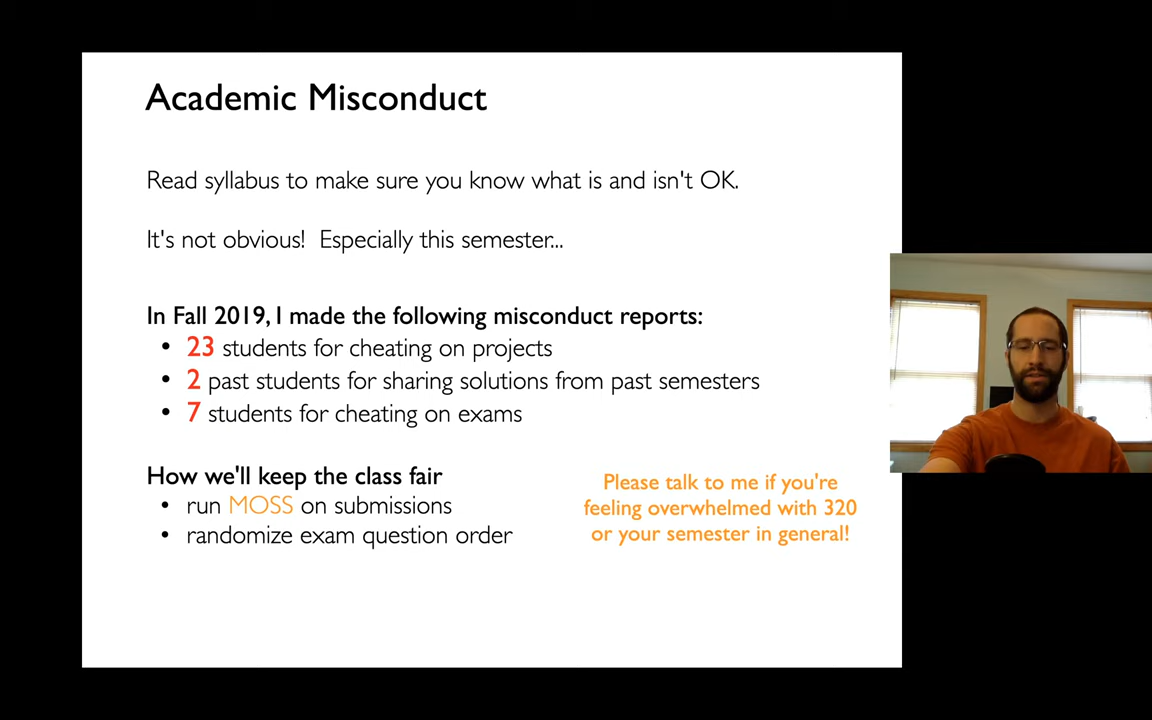 Academic Misconduct
Read syllabus to make sure you know what is and isn't OK.
It's not obvious!  Especially this semester...
In Fall 2019, I made the following misconduct reports:
• 23 students for cheating on projects
• 2 past students for sharing solutions from past semesters
• 7 students for cheating on exams
How we'll keep the class fair
• run MOSS on submissions
• randomize exam question order
Please talk to me if you're
feeling overwhelmed with 320
or your semester in general!